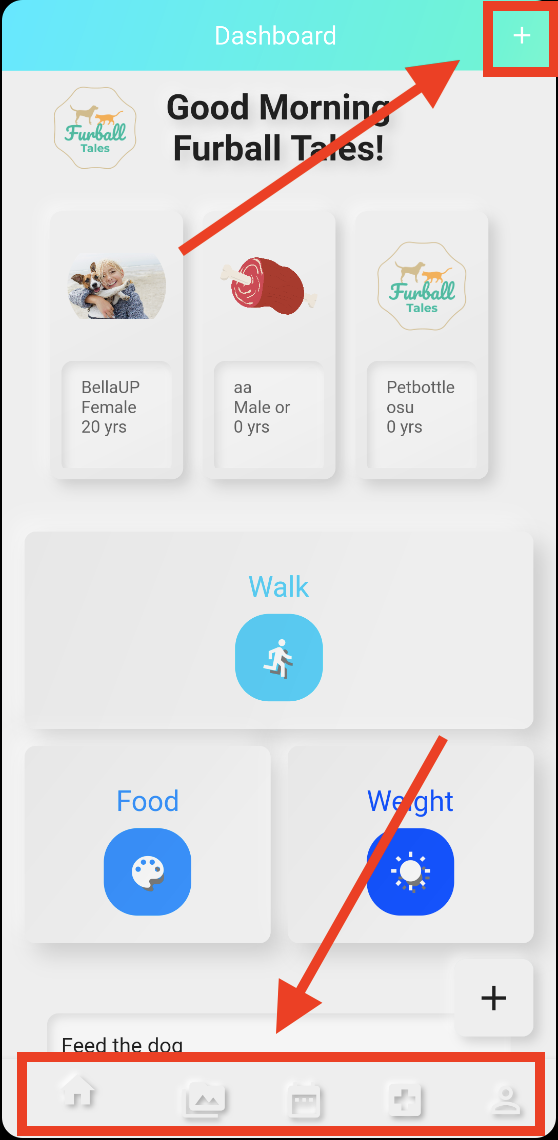 Dashboard
+
Furball
Tales
Good Morning
Furball Tales!
Furball
Tales
BellaUP
Female
20 yrs
aa
Male or
0 yrs
Petbottle
osu
0 yrs
Walk
Food
Weight
+
Feed the dog